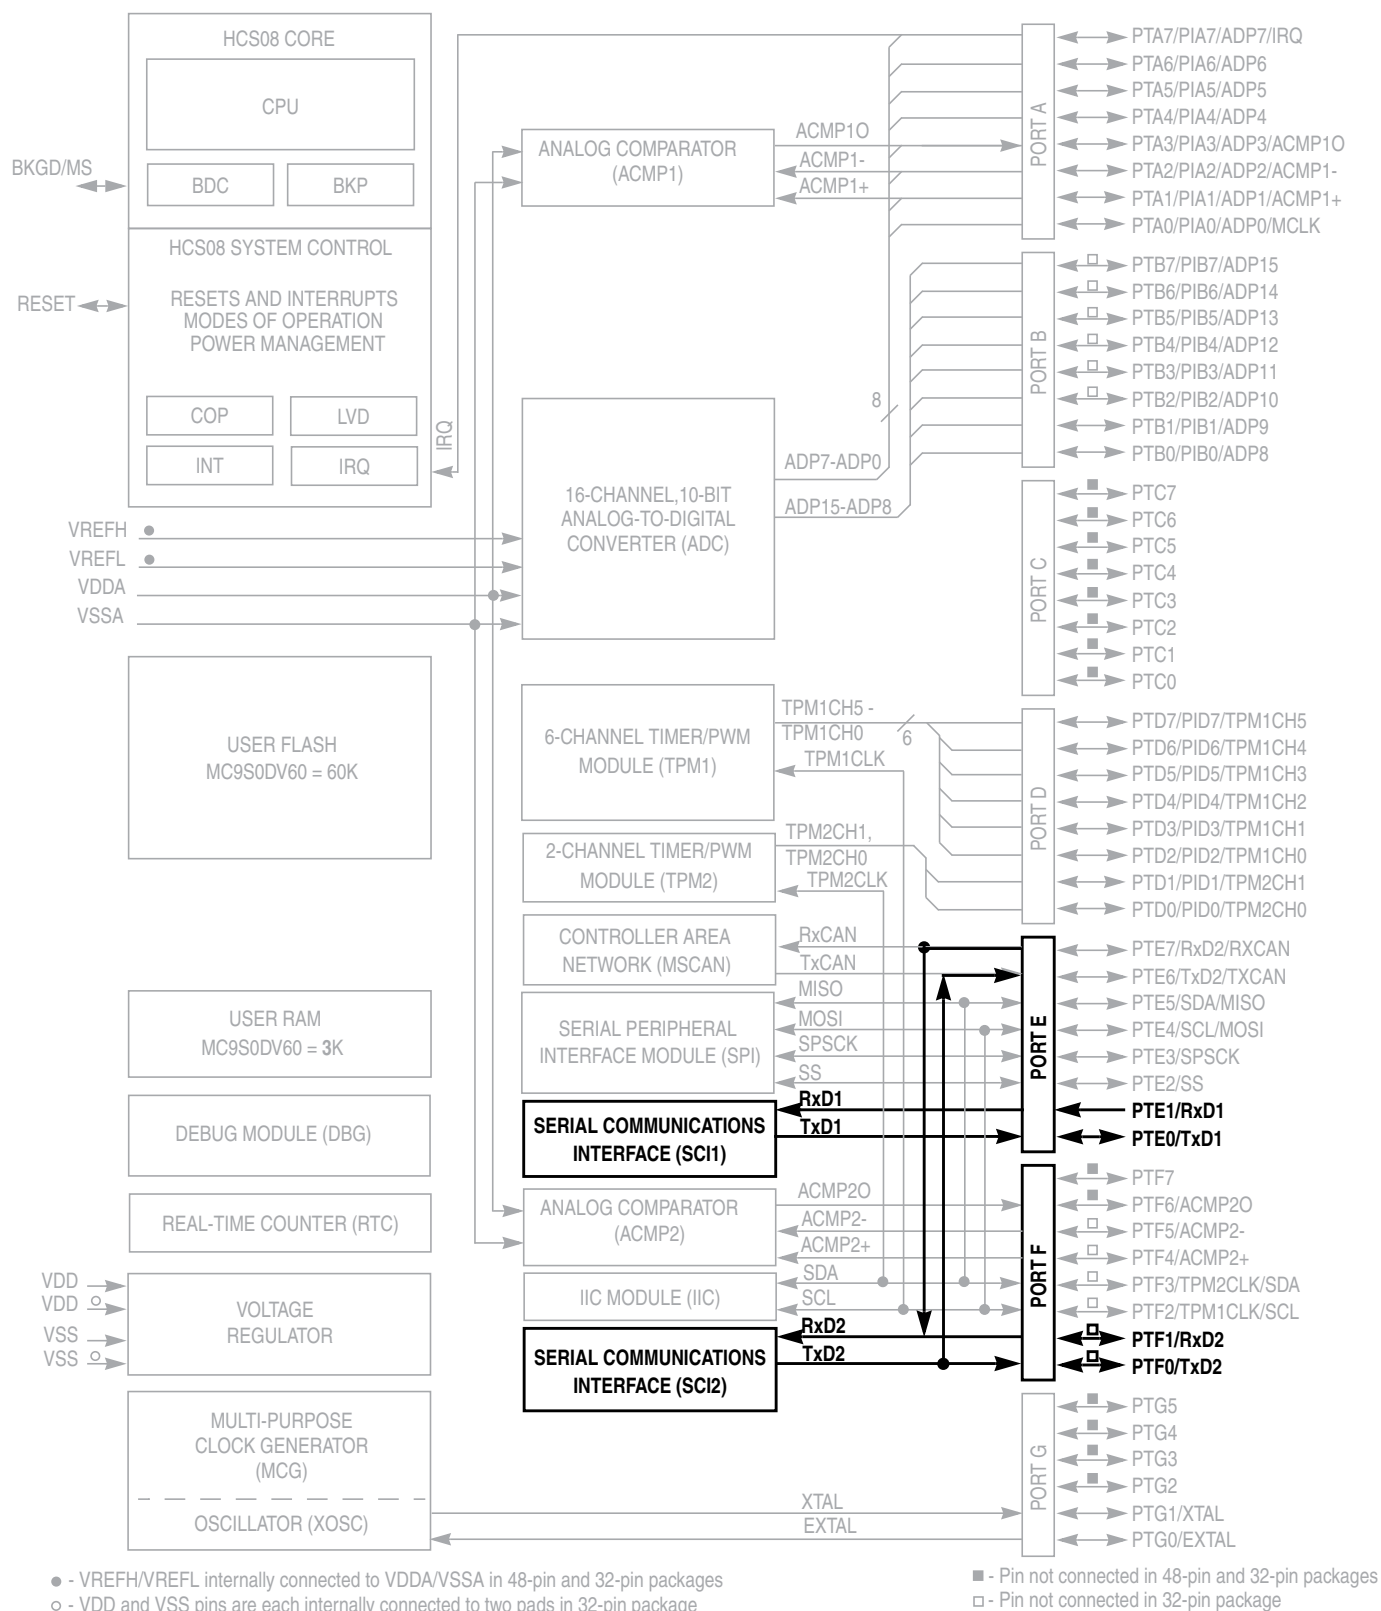 HCS08 CORE
CPU
BDC
BKP
BKGD/MS
HCS08 SYSTEM CONTROL
RESETS AND INTERRUPTS
MODES OF OPERATION
POWER MANAGEMENT
RESET
COP
LVD
INT
IRQ
IRQ
VREFH
VREFL
VDDA
VSSA
USER FLASH
MC9S0DV60 = 60K
USER RAM
MC9S0DV60 = 3K
DEBUG MODULE (DBG)
REAL-TIME COUNTER (RTC)
VDD
VDD
VSS
VSS
VOLTAGE
REGULATOR
MULTI-PURPOSE
CLOCK GENERATOR
(MCG)
OSCILLATOR (XOSC)
ANALOG COMPARATOR
(ACMP1)
ACMP1O
ACMP1-
ACMP1+
16-CHANNEL,10-BIT
ANALOG-TO-DIGITAL
CONVERTER (ADC)
8
ADP7-ADP0
ADP15-ADP8
6-CHANNEL TIMER/PWM
MODULE (TPM1)
TPM1CH5 -
TPM1CH0
6
TPM1CLK
2-CHANNEL TIMER/PWM
MODULE (TPM2)
TPM2CH1,
TPM2CH0
TPM2CLK
CONTROLLER AREA
NETWORK (MSCAN)
RxCAN
TxCAN
SERIAL PERIPHERAL
INTERFACE MODULE (SPI)
MISO
MOSI
SPSCK
SS
SERIAL COMMUNICATIONS
INTERFACE (SCI1)
RxD1
TxD1
ANALOG COMPARATOR
(ACMP2)
ACMP2O
ACMP2-
ACMP2+
IIC MODULE (IIC)
SDA
SCL
SERIAL COMMUNICATIONS
INTERFACE (SCI2)
RxD2
TxD2
XTAL
EXTAL
PORT A
PTA7/PIA7/ADP7/IRQ
PTA6/PIA6/ADP6
PTA5/PIA5/ADP5
PTA4/PIA4/ADP4
PTA3/PIA3/ADP3/ACMP1O
PTA2/PIA2/ADP2/ACMP1-
PTA1/PIA1/ADP1/ACMP1+
PTA0/PIA0/ADP0/MCLK
PORT B
PTB7/PIB7/ADP15
PTB6/PIB6/ADP14
PTB5/PIB5/ADP13
PTB4/PIB4/ADP12
PTB3/PIB3/ADP11
PTB2/PIB2/ADP10
PTB1/PIB1/ADP9
PTB0/PIB0/ADP8
PORT C
PTC7
PTC6
PTC5
PTC4
PTC3
PTC2
PTC1
PTC0
PORT D
PTD7/PID7/TPM1CH5
PTD6/PID6/TPM1CH4
PTD5/PID5/TPM1CH3
PTD4/PID4/TPM1CH2
PTD3/PID3/TPM1CH1
PTD2/PID2/TPM1CH0
PTD1/PID1/TPM2CH1
PTD0/PID0/TPM2CH0
PORT E
PTE7/RxD2/RXCAN
PTE6/TxD2/TXCAN
PTE5/SDA/MISO
PTE4/SCL/MOSI
PTE3/SPSCK
PTE2/SS
PTE1/RxD1
PTE0/TxD1
PORT F
PTF7
PTF6/ACMP2O
PTF5/ACMP2-
PTF4/ACMP2+
PTF3/TPM2CLK/SDA
PTF2/TPM1CLK/SCL
PTF1/RxD2
PTF0/TxD2
PORT G
PTG5
PTG4
PTG3
PTG2
PTG1/XTAL
PTG0/EXTAL
● - VREFH/VREFL internally connected to VDDA/VSSA in 48-pin and 32-pin packages
○ - VDD and VSS pins are each internally connected to two pads in 32-pin package
■ - Pin not connected in 48-pin and 32-pin packages
□ - Pin not connected in 32-pin package